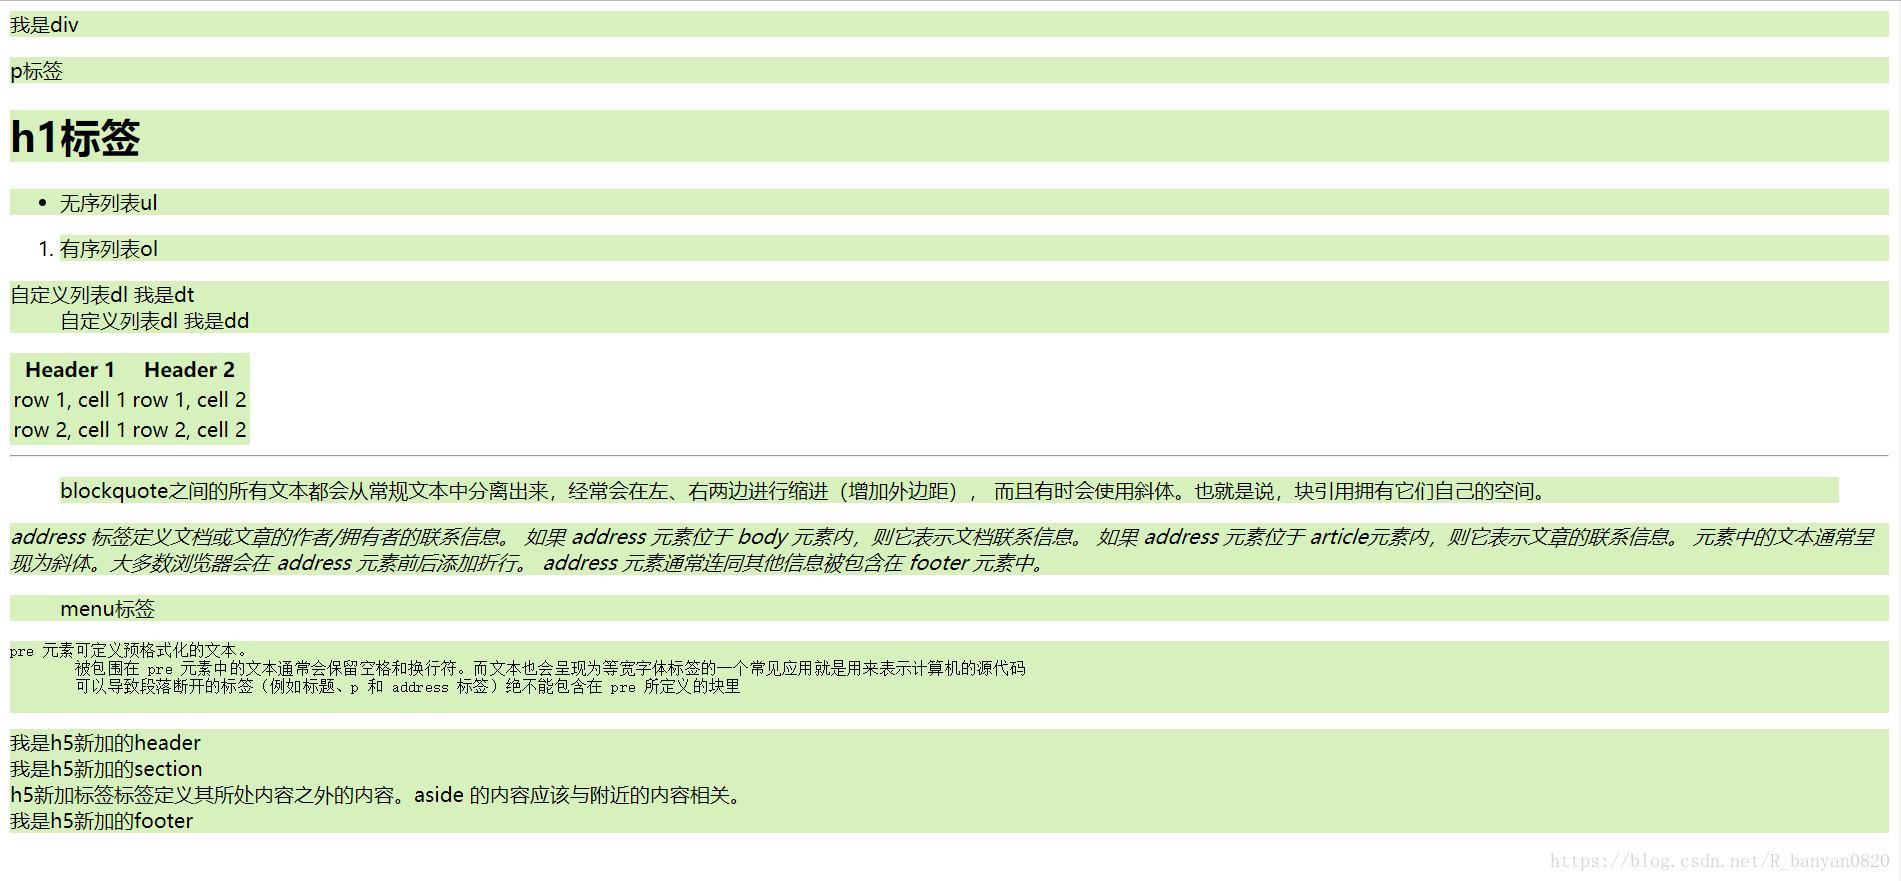 我是div
p标签
h1标签
• 无序列表ul
1. 有序列表ol
自定义列表dl 我是dt
自定义列表dl 我是dd
Header 1 Header 2
row 1, cell 1 row 1, cell 2
row 2, cell 1 row 2, cell 2
blockquote之间的所有文本都会从常规文本中分离出来，经常会在左、右两边进行缩进（增加外边距）， 而且有时会使用斜体。也就是说，块引用拥有它们自己的空间。
address 标签定义文档或文章的作者/拥有者的联系信息。 如果 address 元素位于 body 元素内，则它表示文档联系信息。 如果 address 元素位于 article元素内，则它表示文章的联系信息。 元素中的文本通常呈
现为斜体。大多数浏览器会在 address 元素前后添加折行。 address 元素通常连同其他信息被包含在 footer 元素中。
menu标签
pre 元素可定义预格式化的文本。
被包围在 pre 元素中的文本通常会保留空格和换行符。而文本也会呈现为等宽字体标签的一个常见应用就是用来表示计算机的源代码
可以导致段落断开的标签（例如标题、p 和 address 标签）绝不能包含在 pre 所定义的块里
我是h5新加的header
我是h5新加的section
h5新加标签标签定义其所处内容之外的内容。aside 的内容应该与附近的内容相关。
我是h5新加的footer
https://blog.csdn.net/R_banyan0820